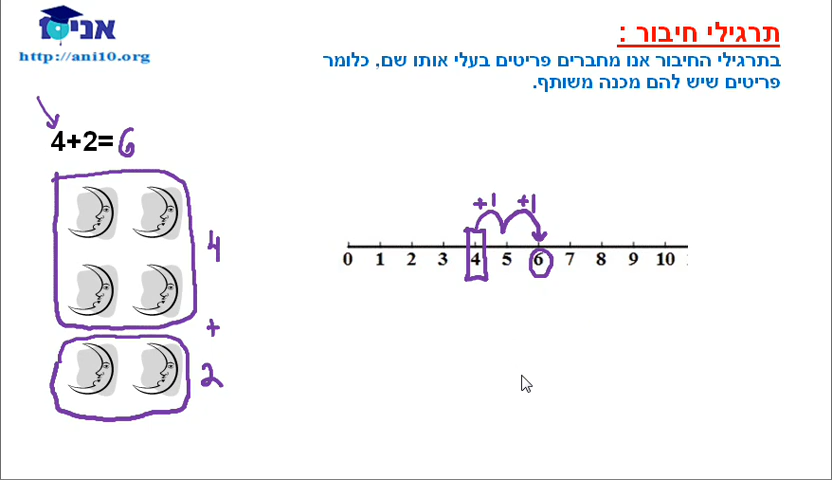 אני10
http://ani10.org
תרגילי חיבור :
בתרגילי החיבור אנו מחברים פריטים בעלי אותו שם, כלומר
פריטים שיש להם מכנה משותף.
4+2=6
4
+
2
+1 +1
0 1 2 3 4 5 6 7 8 9 10